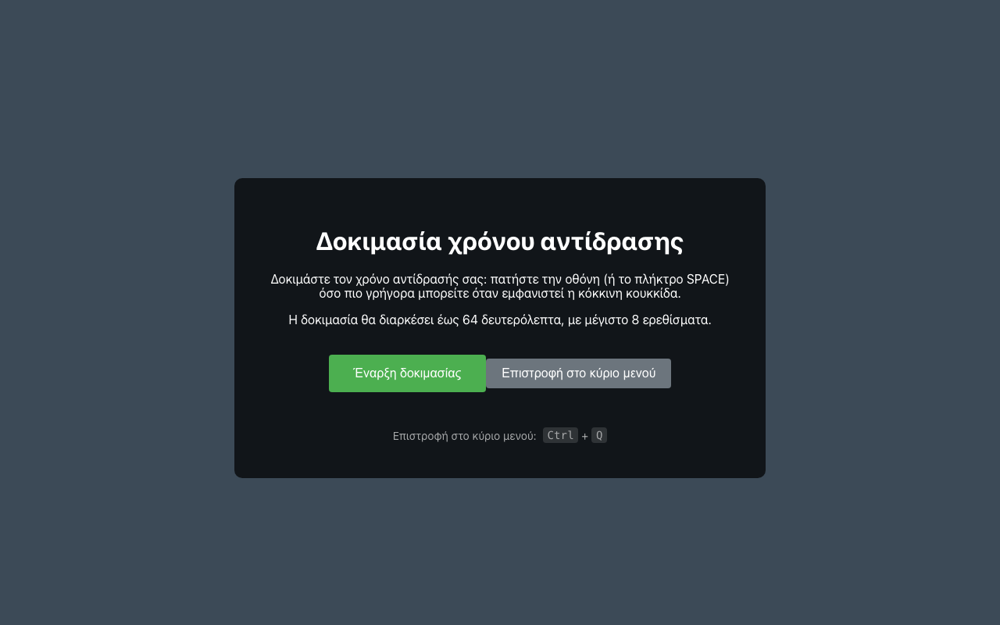 Δοκιμασία χρόνου αντίδρασης
Δοκιμάστε τον χρόνο αντίδρασής σας: πατήστε την οθόνη (ή το πλήκτρο SPACE)
όσο πιο γρήγορα μπορείτε όταν εμφανιστεί η κόκκινη κουκκίδα.
Η δοκιμασία θα διαρκέσει έως 64 δευτερόλεπτα, με μέγιστο 8 ερεθίσματα.
Έναρξη δοκιμασίας
Επιστροφή στο κύριο μενού
Επιστροφή στο κύριο μενού: Ctrl + Q